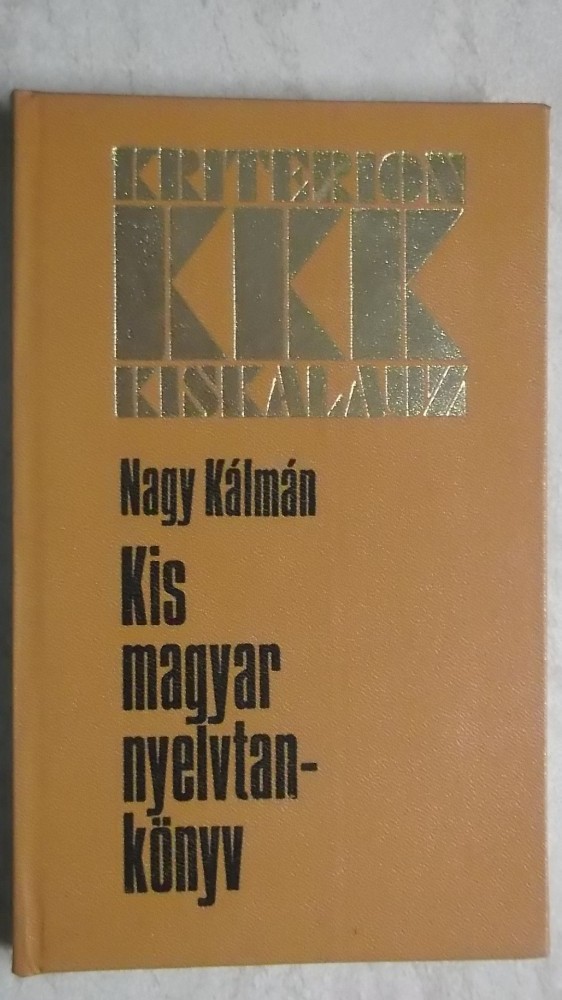 KRITERION
KKK
KISKALAUZ
Nagy Kálmán
Kis
magyar
nyelvtan-
könyv